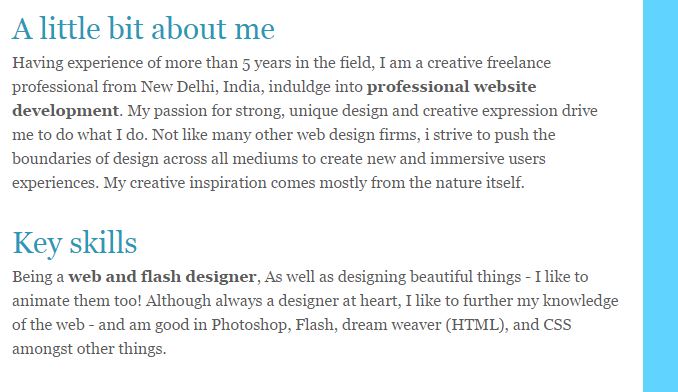 A little bit about me
Having experience of more than 5 years in the field, I am a creative freelance
professional from New Delhi, India, induldge into professional website
development. My passion for strong, unique design and creative expression drive
me to do what I do. Not like many other web design firms, i strive to push the
boundaries of design across all mediums to create new and immersive users
experiences. My creative inspiration comes mostly from the nature itself.
Key skills
Being a web and flash designer, As well as designing beautiful things - I like to
animate them too! Although always a designer at heart, I like to further my knowledge
of the web - and am good in Photoshop, Flash, dream weaver (HTML), and CSS
amongst other things.